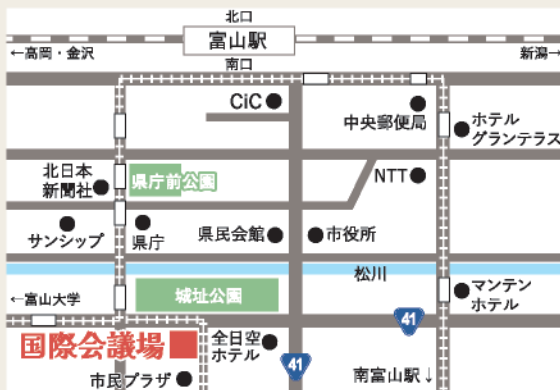 北口
富山駅
←高岡・金沢
新潟→
南口
CiC
中央郵便局
ホテル
グランテラス
北日本
新聞社
県庁前公園
NTT
サンシップ
県庁
県民会館
市役所
松川
←富山大学
城址公園
マンテン
ホテル
41
国際会議場
全日空
ホテル
41
市民プラザ
南富山駅↓